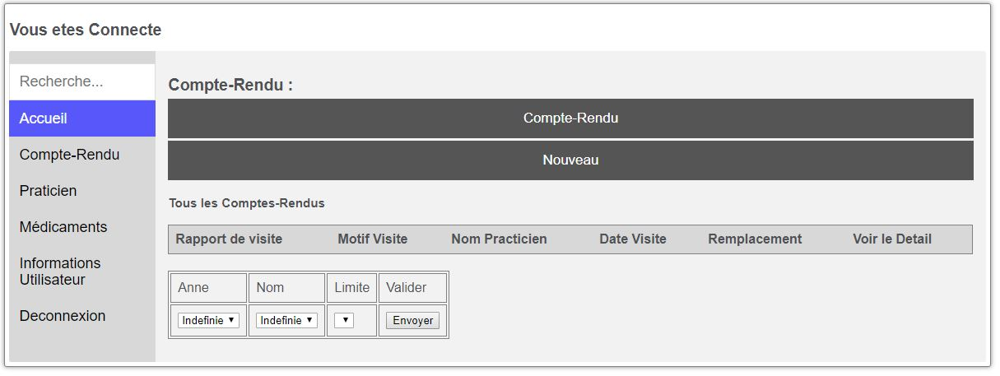 Vous etes Connecte
Recherche...
Accueil
Compte-Rendu
Praticien
Médicaments
Informations
Utilisateur
Deconnexion
Compte-Rendu :
Compte-Rendu
Nouveau
Tous les Comptes-Rendus
Rapport de visite Motif Visite Nom Practicien Date Visite Remplacement Voir le Detail
Anne Nom Limite Valider
Indefinie Indefinie Envoyer